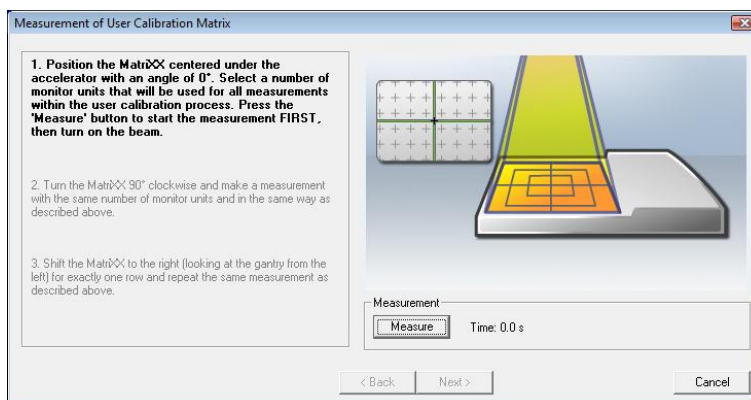 Measurement of User Calibration Matrix
1. Position the MatriXX centered under the
accelerator with an angle of 0°. Select a number of
monitor units that will be used for all measurements
within the user calibration process. Press the
'Measure' button to start the measurement FIRST,
then turn on the beam.
2. Turn the MatriXX 90° clockwise and make a measurement
with the same number of monitor units and in the same way as
described above.
3. Shift the MatriXX to the right (looking at the gantry from the
left) for exactly one row and repeat the same measurement as
described above.
Measurement
Measure Time: 0.0 s
< Back Next > Cancel